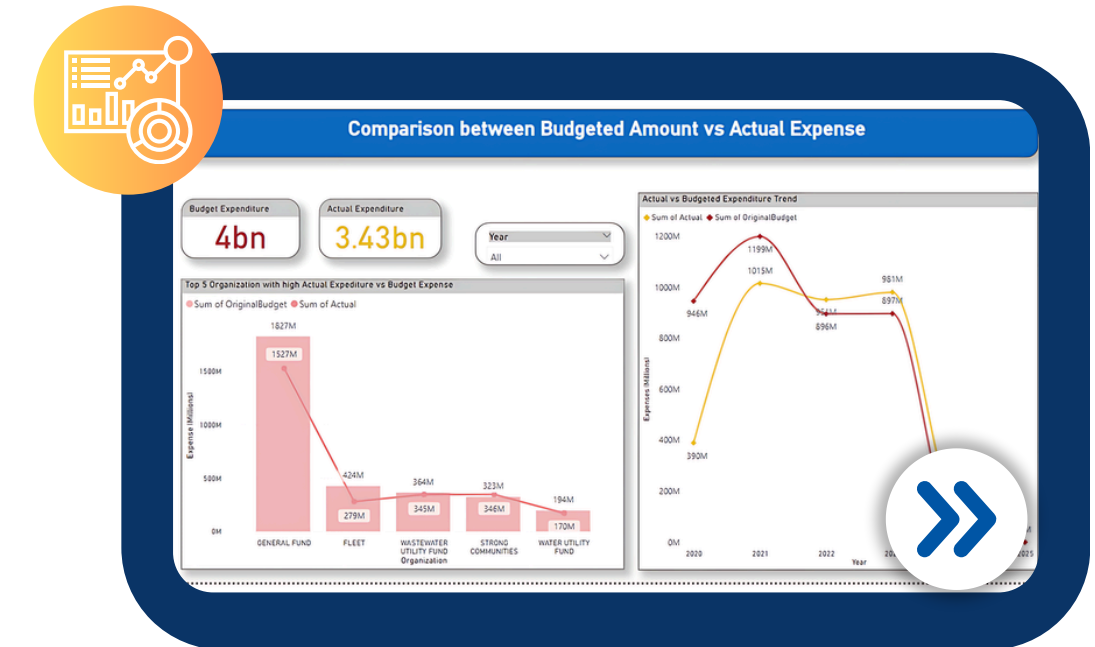 Comparison between Budgeted Amount vs Actual Expense
Budget Expenditure
4bn
Actual Expenditure
3.43bn
Year
All
Top 5 Organization with high Actual Expediture vs Budget Expense
Sum of OriginalBudget Sum of Actual
1827M
1527M
1500M
1000M
500M
0M
Expense (Millions)
424M
279M
364M
345M
323M
346M
194M
170M
GENERAL FUND
FLEET
WASTEWATER
UTILITY FUND
STRONG
COMMUNITIES
WATER UTILITY
FUND
Organization
Actual vs Budgeted Expenditure Trend
Sum of Actual Sum of OriginalBudget
1200M
1000M
800M
600M
400M
200M
0M
Expenses (Millions)
946M
390M
1199M
1015M
896M
981M
897M
2020
2021
2022
2025
Year